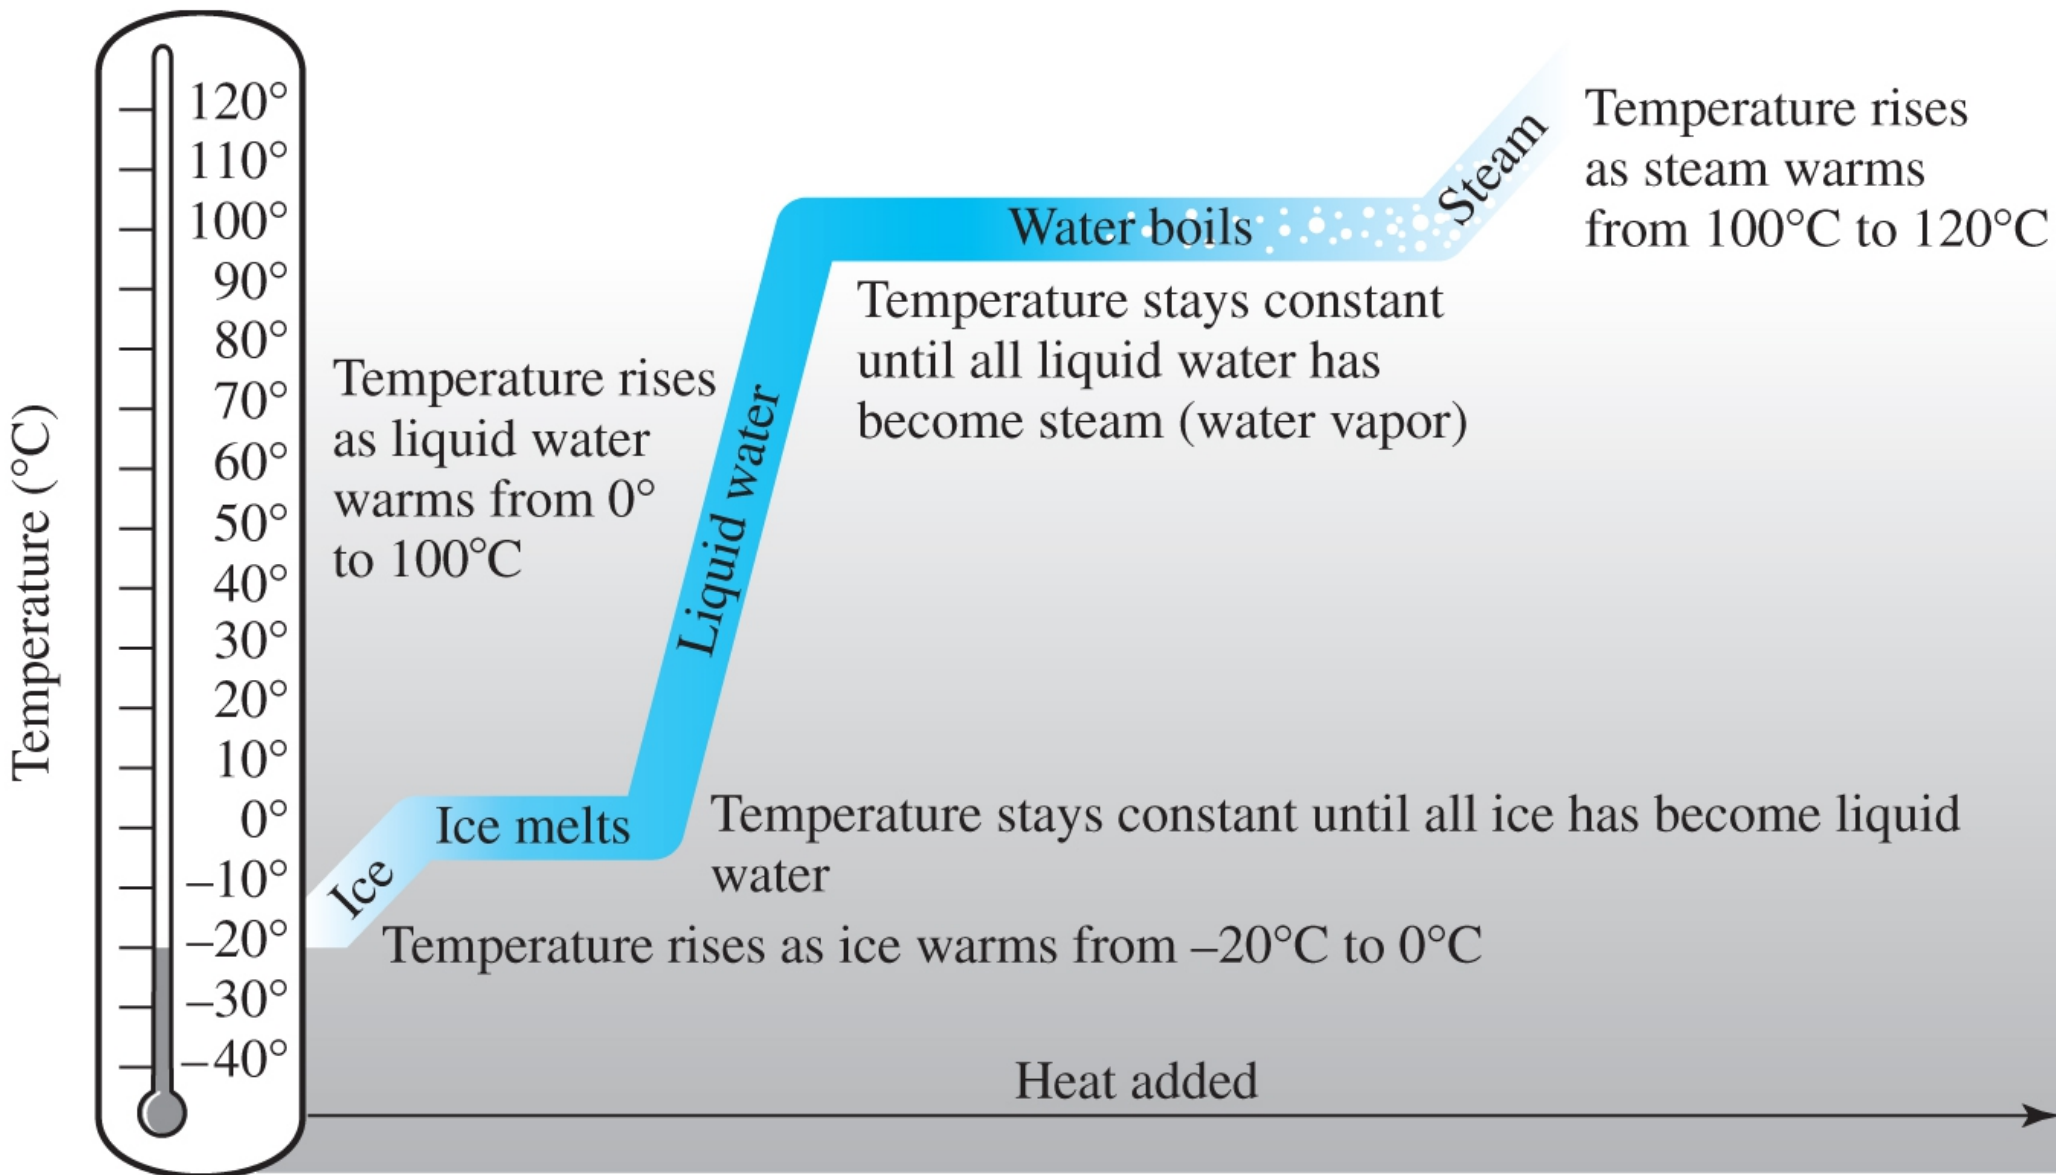 Temperature (°C)
120°
110°
100°
90°
80°
70°
60°
50°
40°
30°
20°
10°
0°
–10°
–20°
–30°
–40°
Temperature rises
as steam warms
from 100°C to 120°C
Steam
Water boils
Temperature stays constant
until all liquid water has
become steam (water vapor)
Temperature rises
as liquid water
warms from 0°
to 100°C
Liquid water
Ice melts
Temperature stays constant until all ice has become liquid
water
Ice
Temperature rises as ice warms from –20°C to 0°C
Heat added